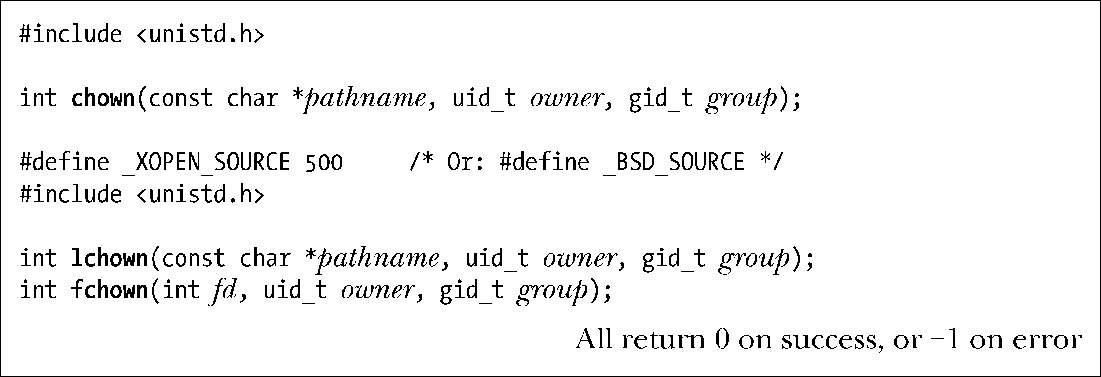 #include <unistd.h>
int chown(const char *pathname, uid_t owner, gid_t group);
#define _XOPEN_SOURCE 500 /* Or: #define _BSD_SOURCE */
#include <unistd.h>
int lchown(const char *pathname, uid_t owner, gid_t group);
int fchown(int fd, uid_t owner, gid_t group);
All return 0 on success, or –1 on error